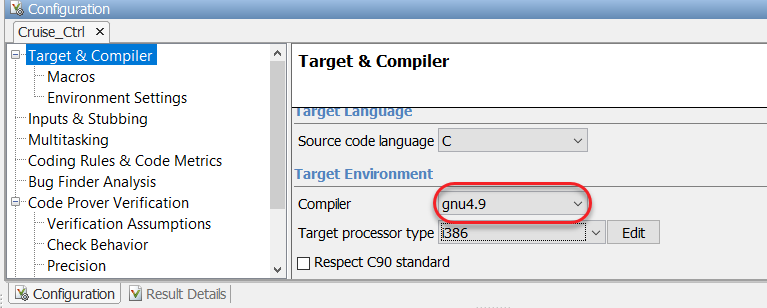 Configuration
Cruise_Ctrl ×
Target & Compiler
Macros
Environment Settings
Inputs & Stubbing
Multitasking
Coding Rules & Code Metrics
Bug Finder Analysis
Code Prover Verification
Verification Assumptions
Check Behavior
Precision
Target & Compiler
Target Language
Source code language C
Target Environment
Compiler gnu4.9
Target processor type i386 Edit
Respect C90 standard
Configuration Result Details